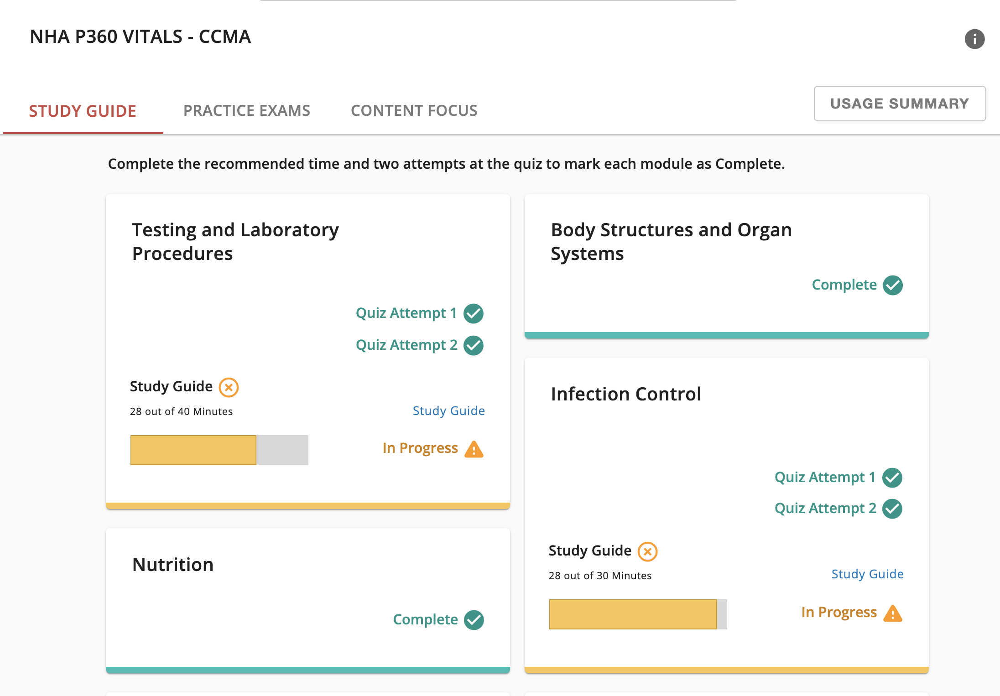 NHA P360 VITALS - CCMA
STUDY GUIDE
PRACTICE EXAMS
CONTENT FOCUS
USAGE SUMMARY
Complete the recommended time and two attempts at the quiz to mark each module as Complete.
Testing and Laboratory
Procedures
Quiz Attempt 1
Quiz Attempt 2
Study Guide
28 out of 40 Minutes
Study Guide
In Progress
Body Structures and Organ
Systems
Complete
Nutrition
Complete
Infection Control
Quiz Attempt 1
Quiz Attempt 2
Study Guide
28 out of 30 Minutes
Study Guide
In Progress